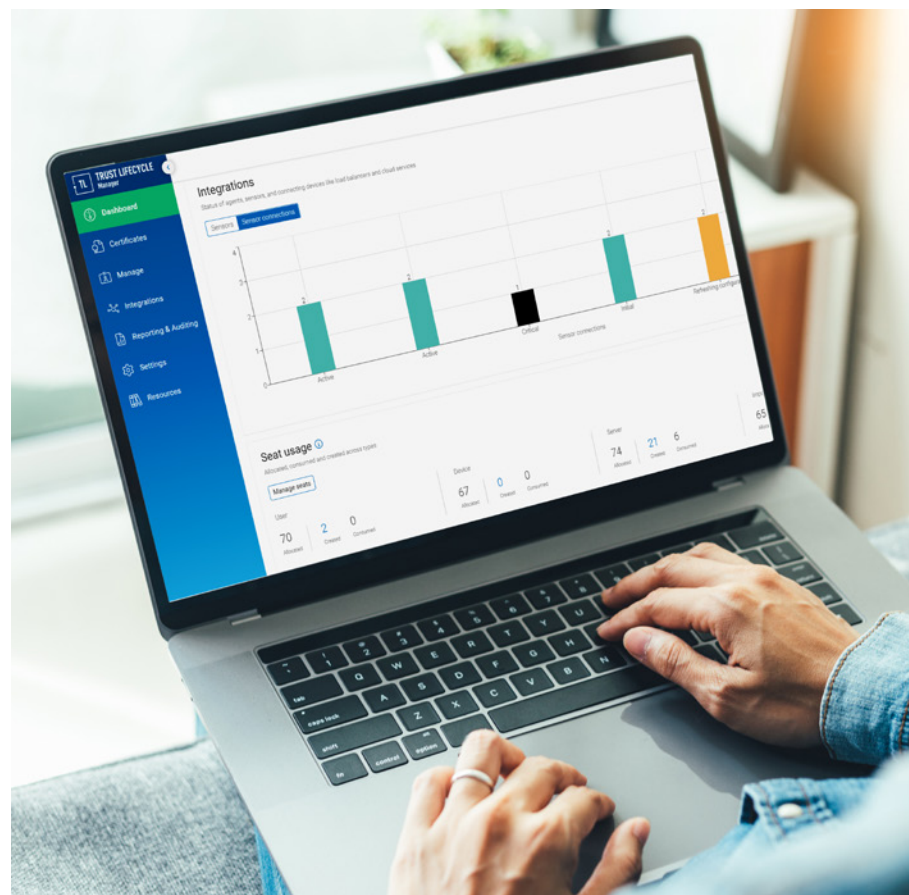 TL TRUST LIFECYCLE
Manager
Dashboard
Certificates
Manage
Integrations
Reporting & Auditing
Settings
Resources
Integrations
Status of agents, sensors, and connecting devices like load balancers and cloud services
Sensors Sensor connections
4
3
2
1
0
2
2
1
2
2
Active
Active
Critical
Initial
Refreshing configur
Sensor connections
Seat usage
Allocated, consumed and created across types
Manage seats
User
70 2 0
Allocated Created Consumed
Device
67 0 0
Allocated Created Consumed
Server
74 21 6
Allocated Created Consumed
65
tab
caps lock
shift
fn
control
option
Q W E R T Y U
A S D F G H
Z X C V B N